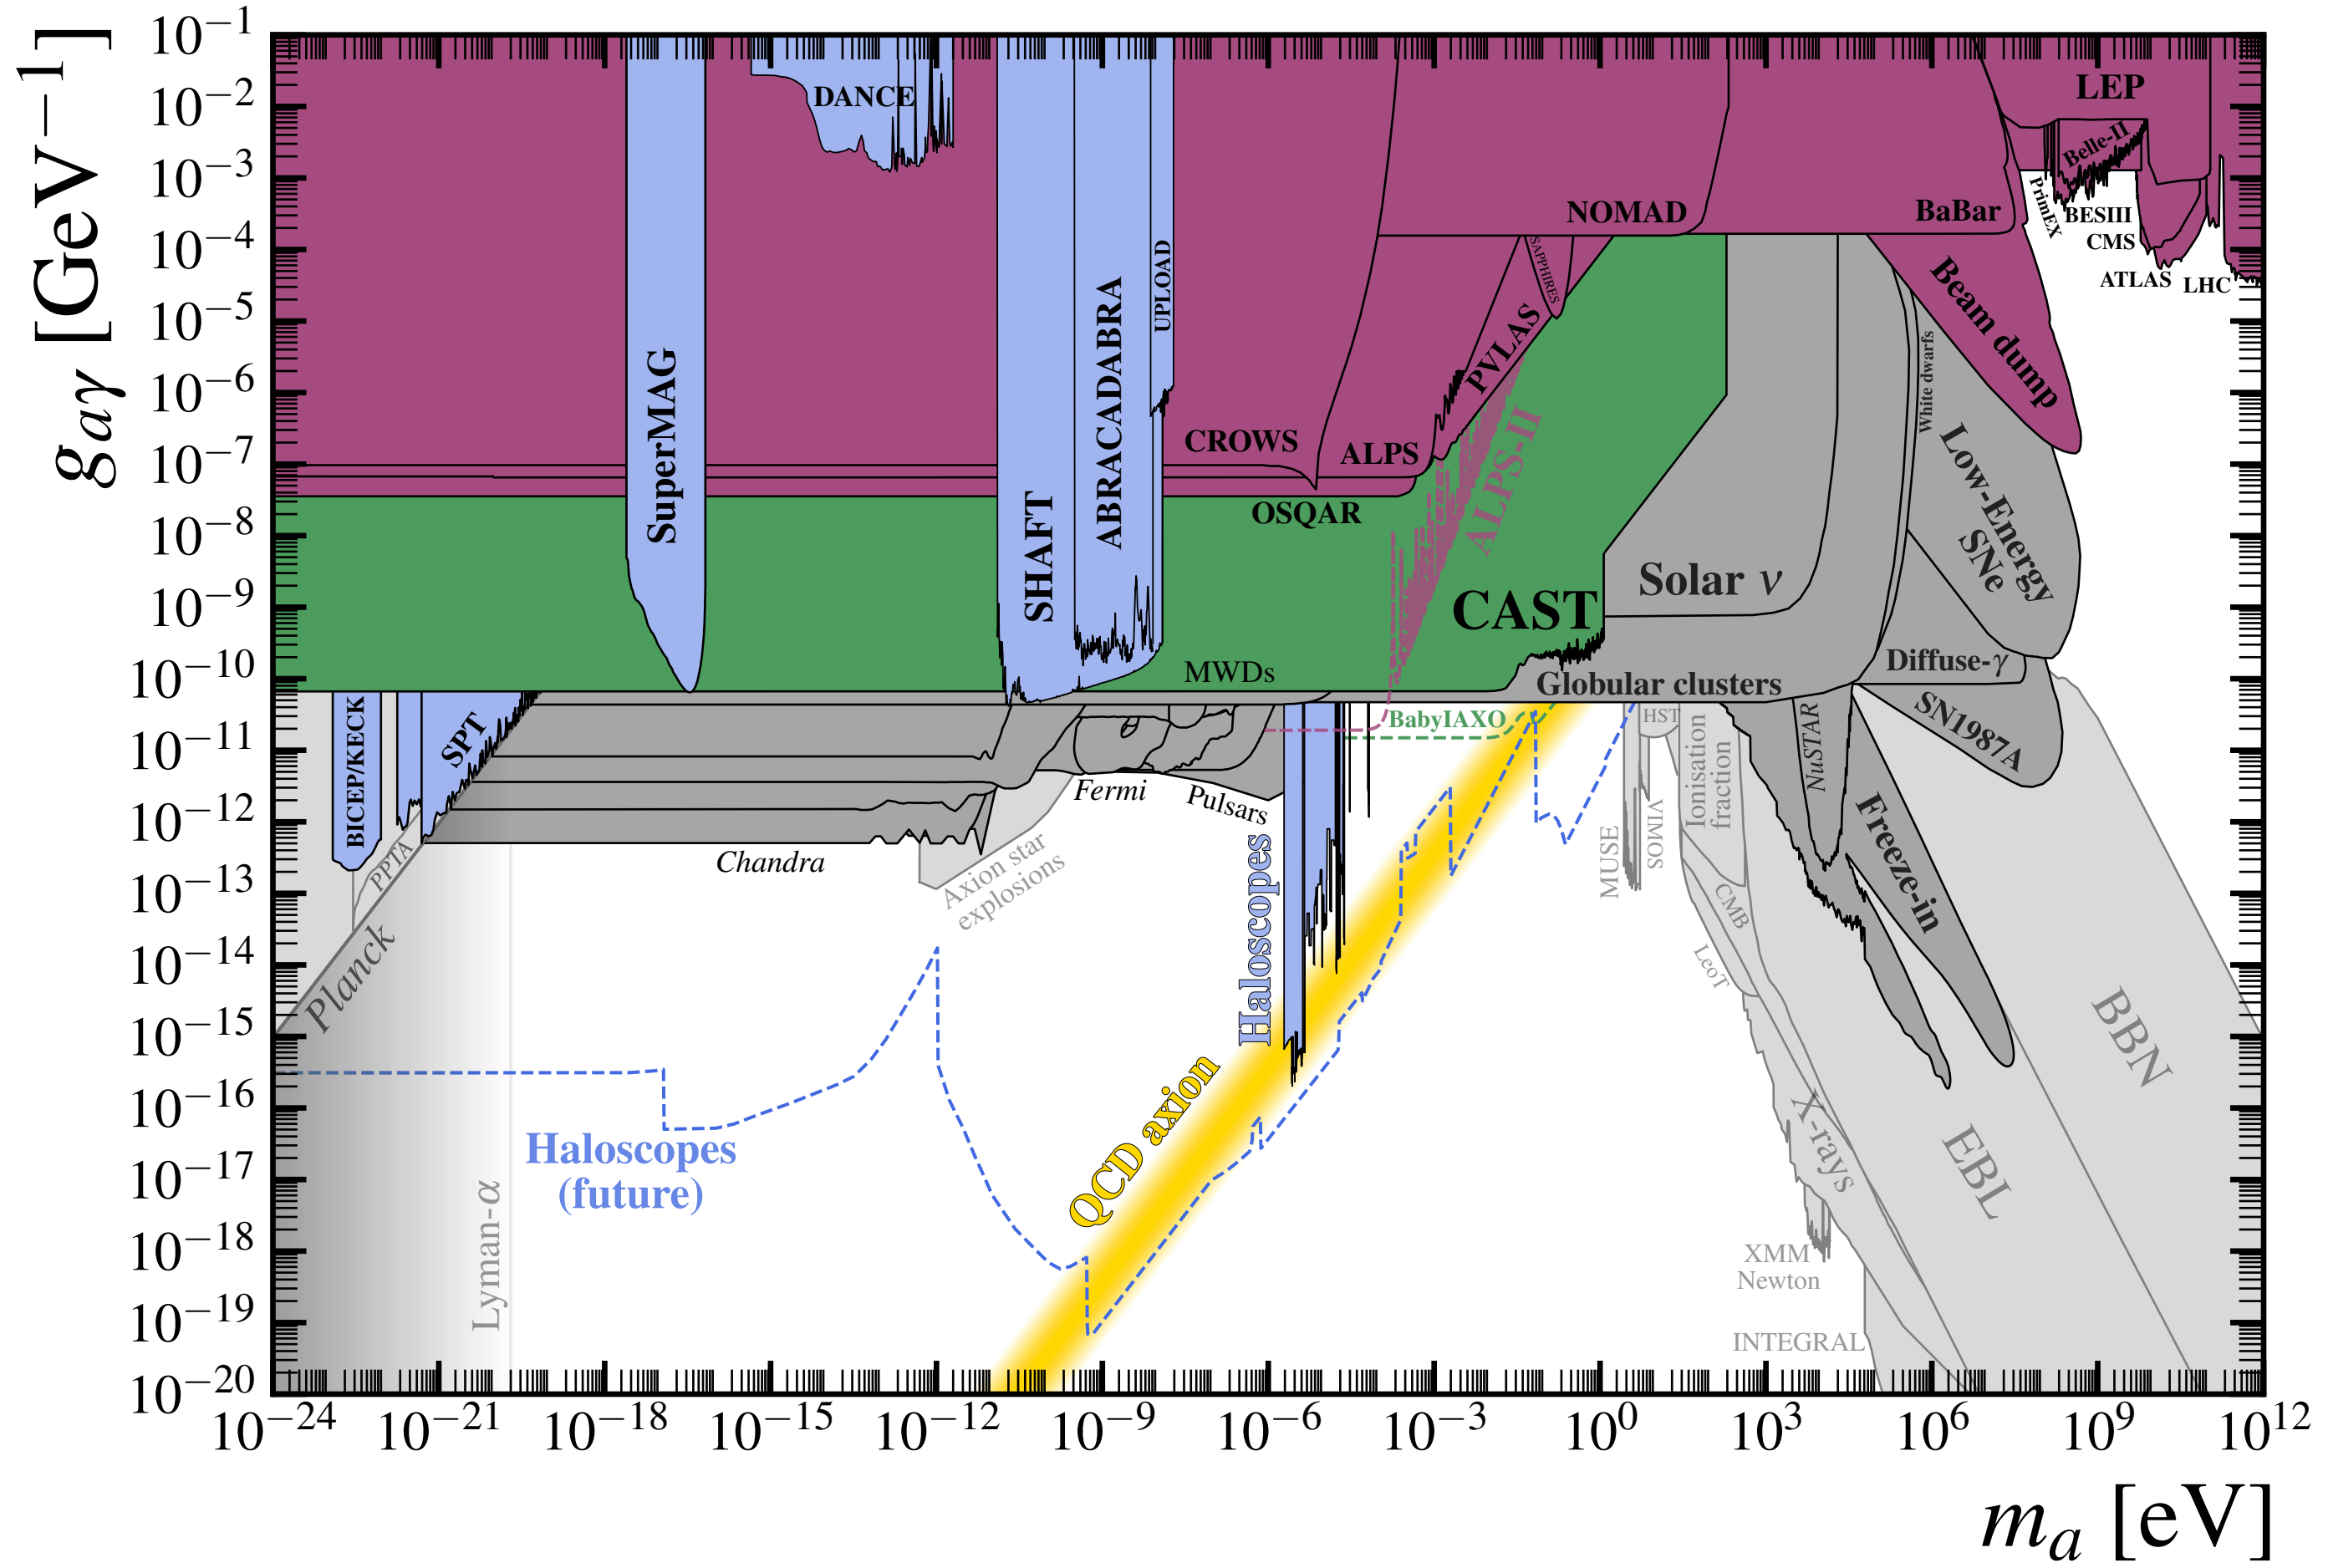 g_{aγ} [GeV^{−1}]
10^{−1}
10^{−2}
10^{−3}
10^{−4}
10^{−5}
10^{−6}
10^{−7}
10^{−8}
10^{−9}
10^{−10}
10^{−11}
10^{−12}
10^{−13}
10^{−14}
10^{−15}
10^{−16}
10^{−17}
10^{−18}
10^{−19}
10^{−20}
DANCE
LEP
Belle-II
PrimEX
BESIII
CMS
ATLAS
LHC
NOMAD
BaBar
SAPPHIRES
Beam dump
SuperMAG
SHAFT
ABRACADABRA
UPLOAD
CROWS
ALPS
PVLAS
ALPS-II
OSQAR
White dwarfs
Low-Energy
SNe
CAST
Solar ν
MWDs
Globular clusters
Diffuse-γ
SN1987A
BICEP/KECK
SPT
PPTA
Planck
Chandra
Fermi
Pulsars
Axion star
explosions
BabyIAXO
HST
Ionisation
fraction
NuSTAR
MUSE
VIMOS
CMB
LeoT
Freeze-in
Haloscopes
QCD axion
Haloscopes
(future)
Lyman-α
X-rays
EBL
BBN
XMM
Newton
INTEGRAL
10^{−24}
10^{−21}
10^{−18}
10^{−15}
10^{−12}
10^{−9}
10^{−6}
10^{−3}
10^{0}
10^{3}
10^{6}
10^{9}
10^{12}
m_a [eV]